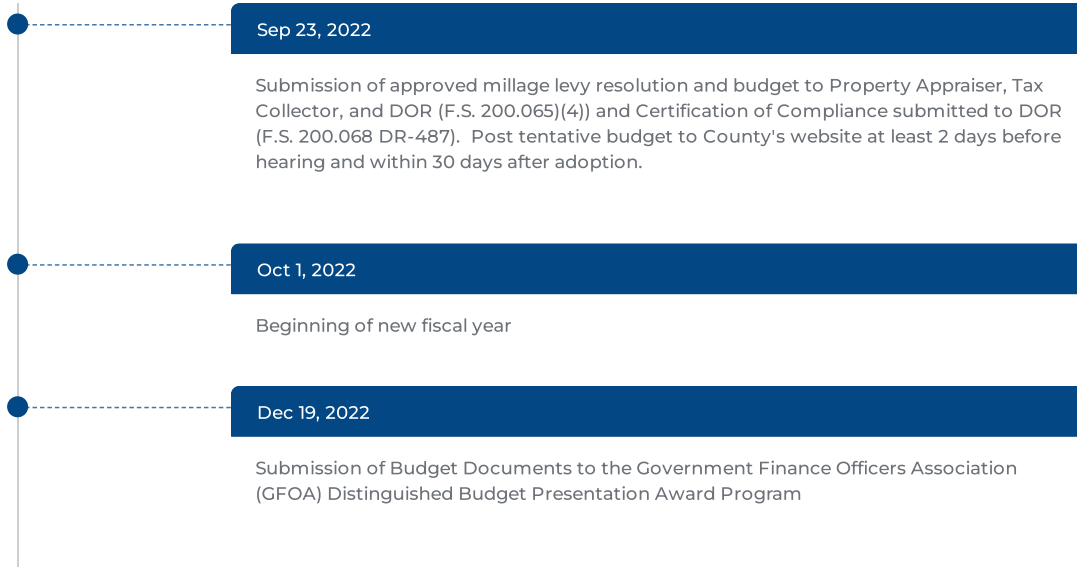 Sep 23, 2022
Submission of approved millage levy resolution and budget to Property Appraiser, Tax
Collector, and DOR (F.S. 200.065)(4)) and Certification of Compliance submitted to DOR
(F.S. 200.068 DR-487).  Post tentative budget to County's website at least 2 days before
hearing and within 30 days after adoption.
Oct 1, 2022
Beginning of new fiscal year
Dec 19, 2022
Submission of Budget Documents to the Government Finance Officers Association
(GFOA) Distinguished Budget Presentation Award Program